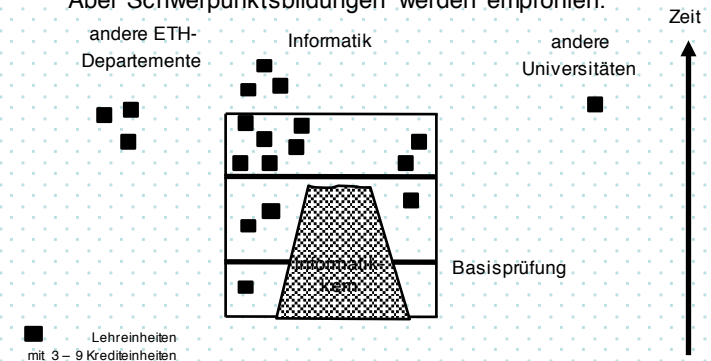 Aber Schwerpunktsbildungen werden empfohlen.
Zeit
andere ETH-
Departemente
Informatik
andere
Universitäten
Informatik-
kern
Basisprüfung
Lehreinheiten
mit 3 – 9 Krediteinheiten